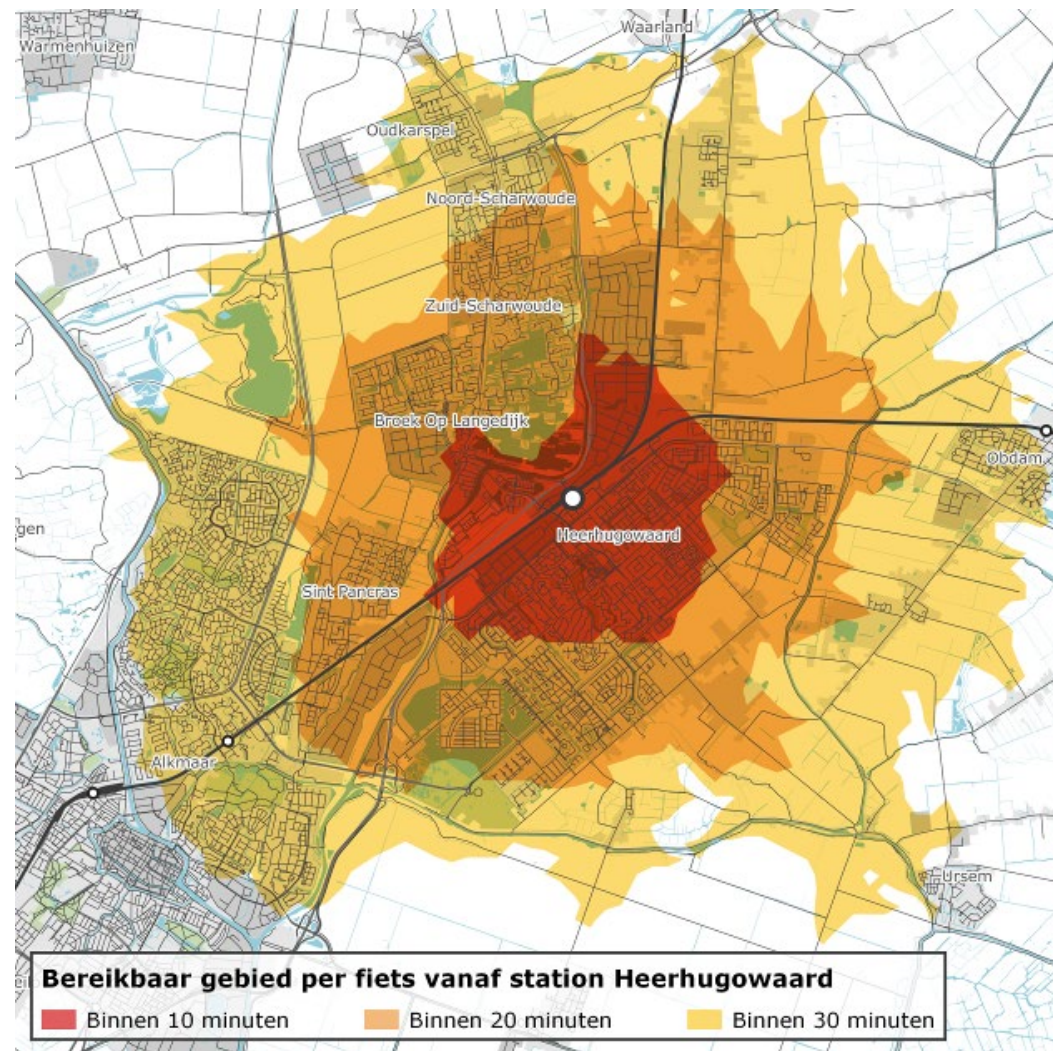 Waarland
Warmenhuizen
Oudkarspel
Noord-Scharwoude
Zuid-Scharwoude
Broek Op Langedijk
Obdam
gen
Heerhugowaard
Sint Pancras
Alkmaar
Ursem
Bereikbaar gebied per fiets vanaf station Heerhugowaard
Binnen 10 minuten
Binnen 20 minuten
Binnen 30 minuten